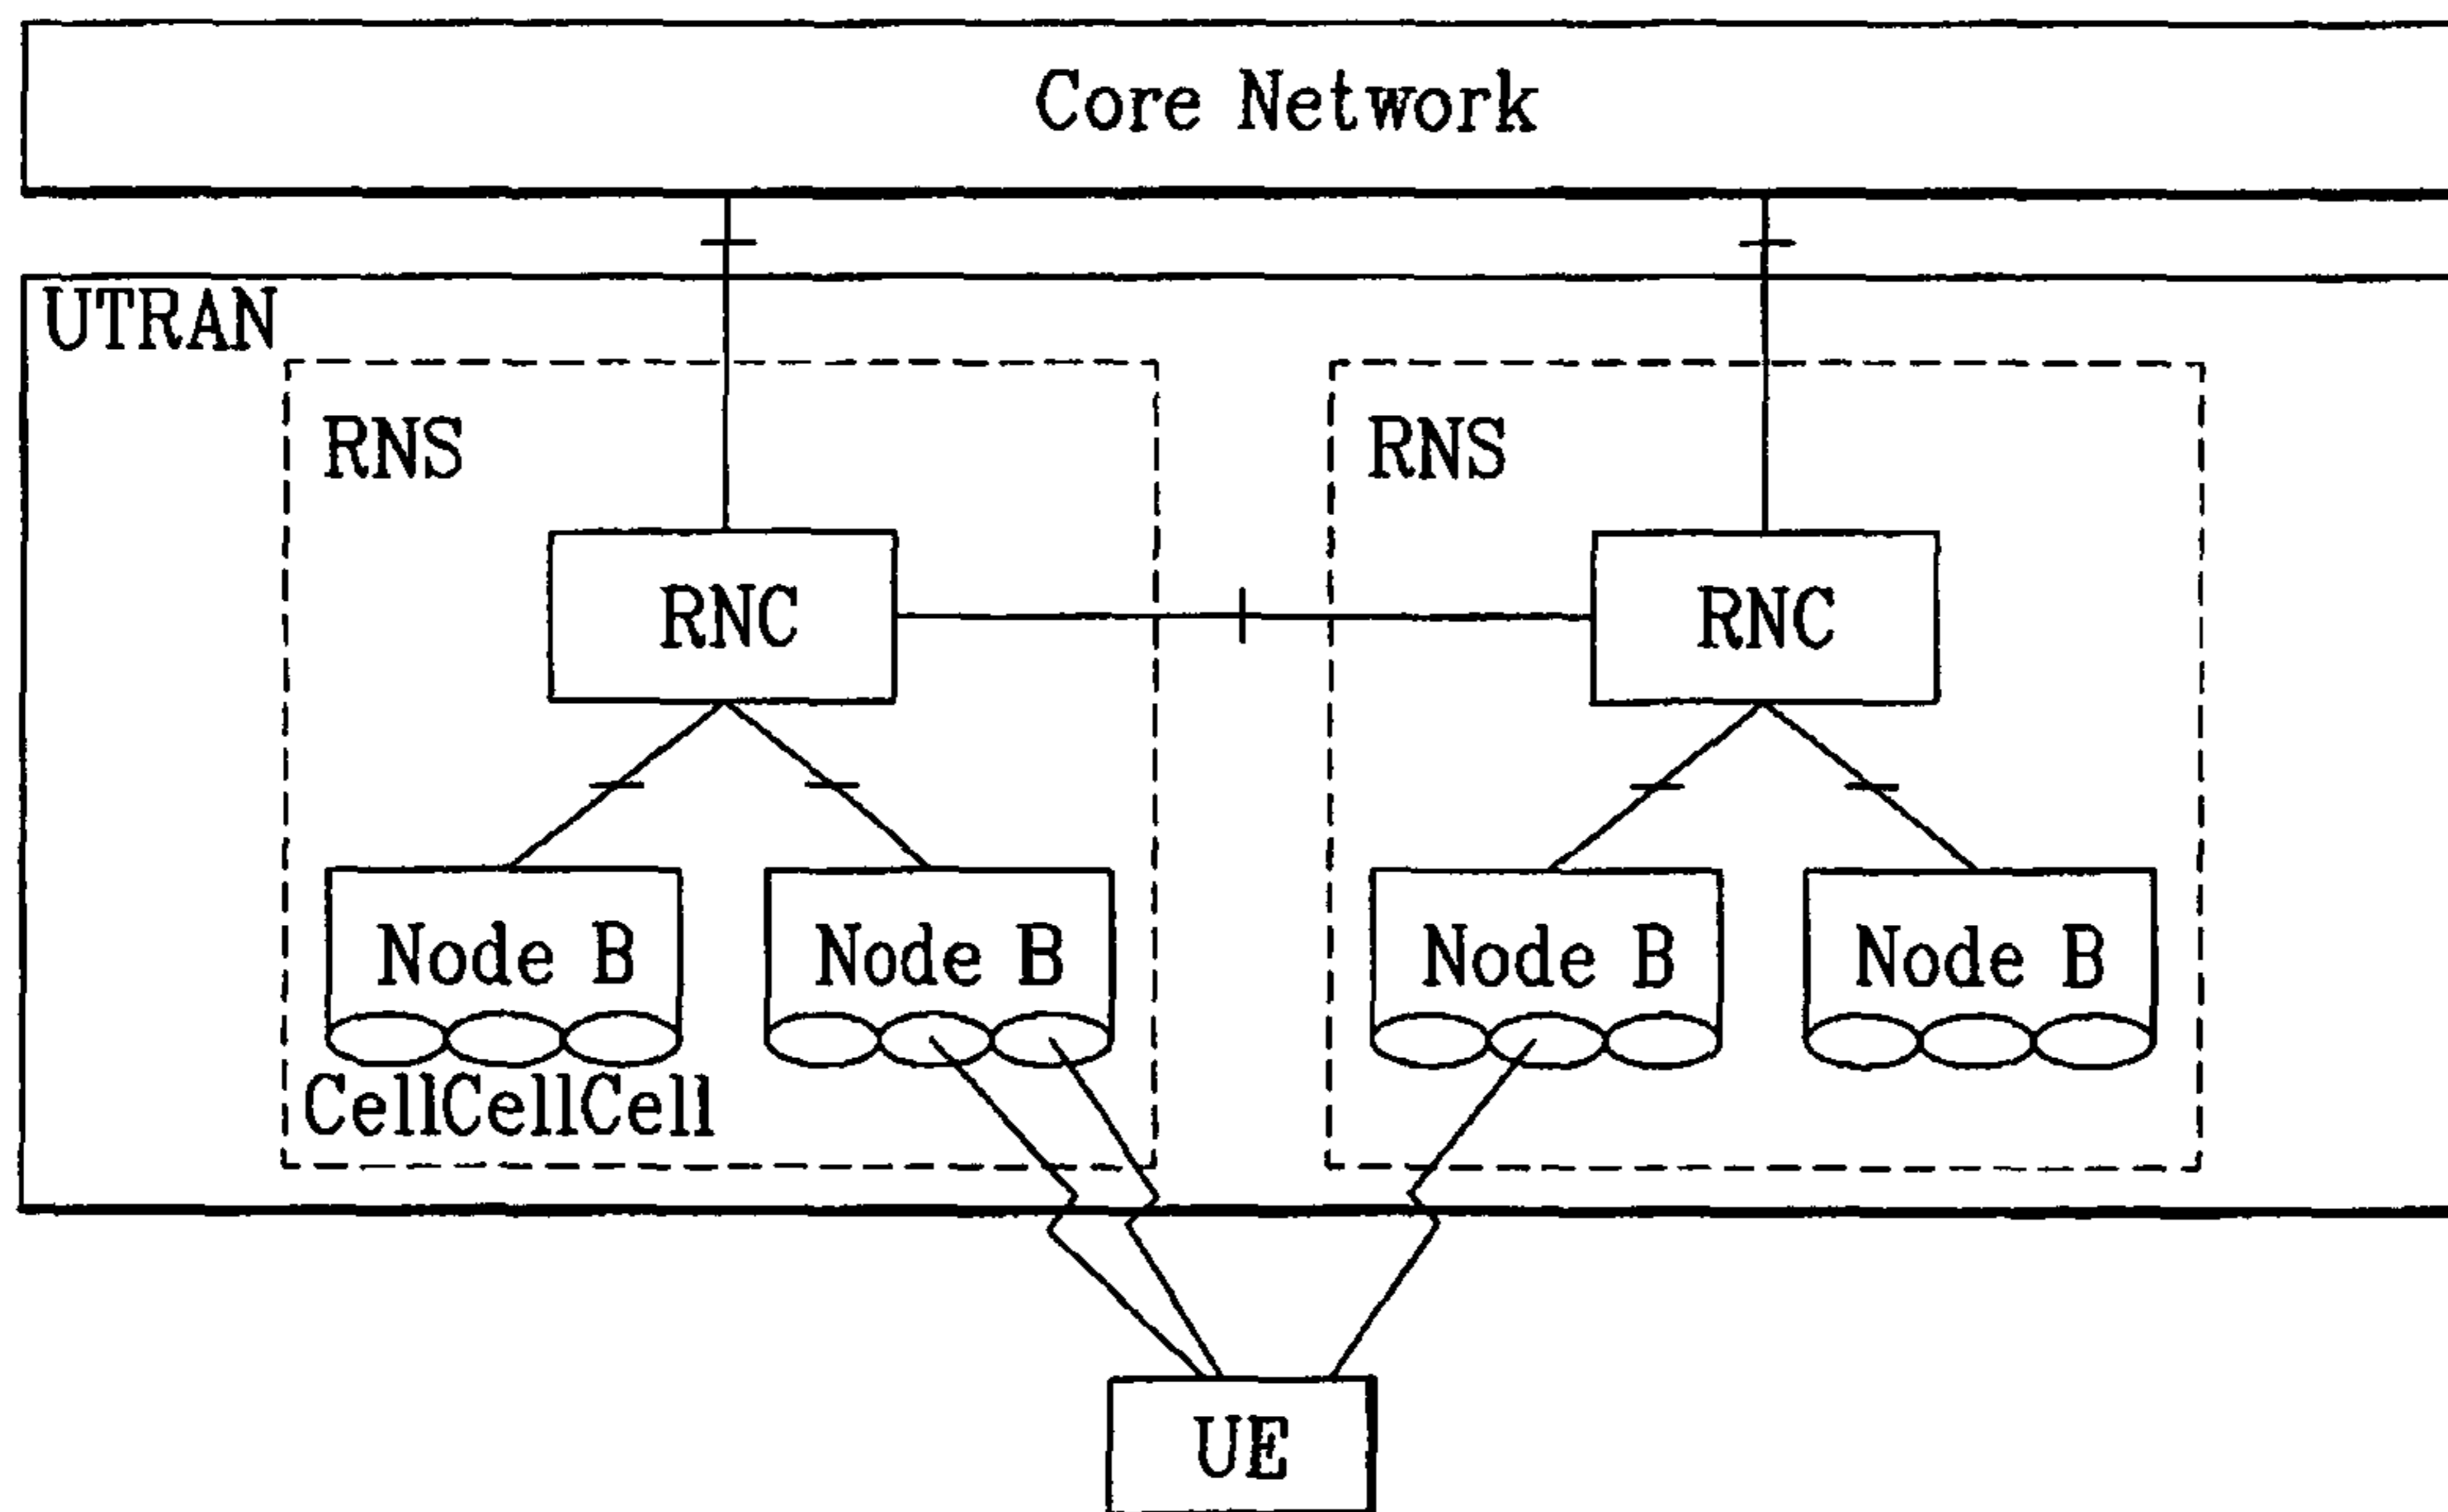 Core Network
UTRAN
RNS RNS
RNC RNC
Node B Node B Node B Node B
CellCellCell
UE